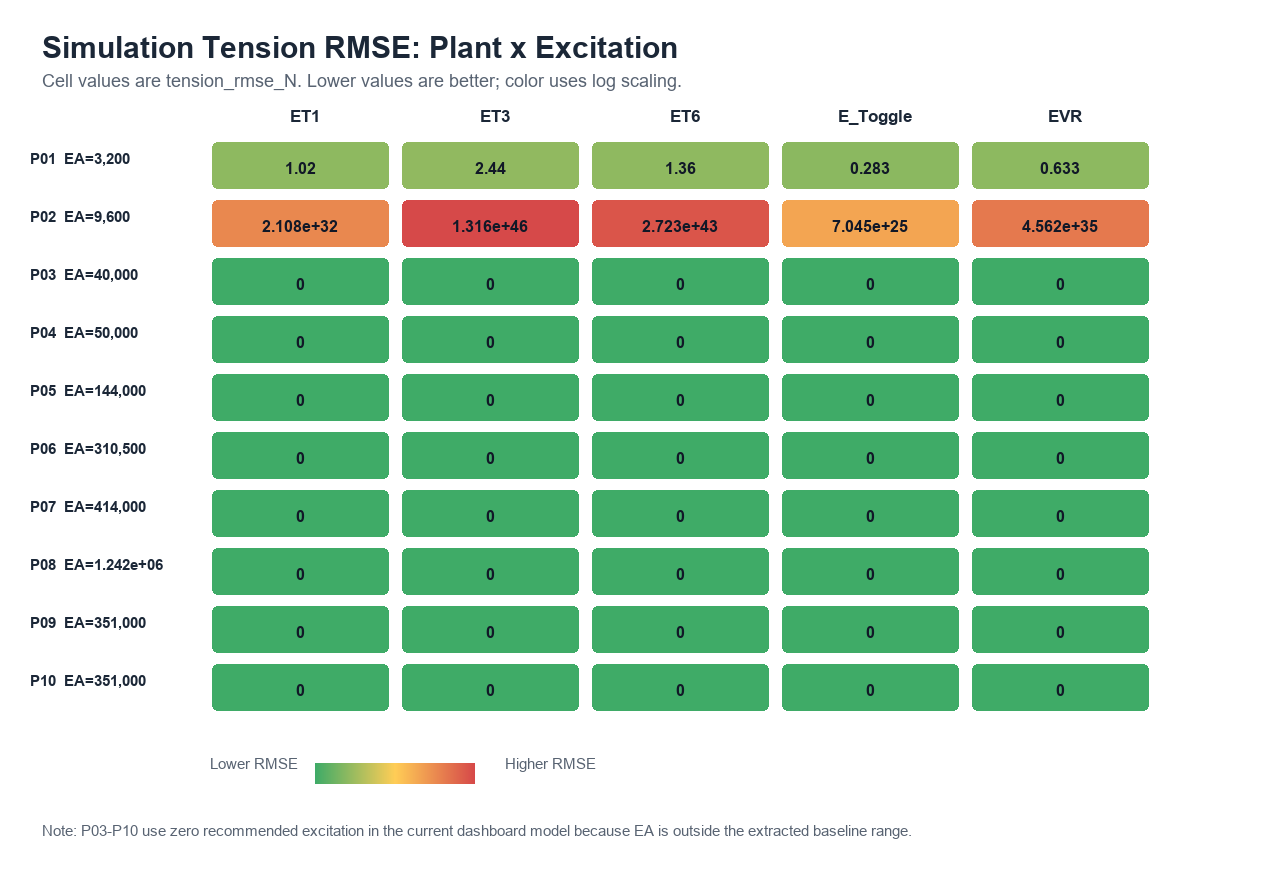 Simulation Tension RMSE: Plant x Excitation
Cell values are tension_rmse_N. Lower values are better; color uses log scaling.
ET1 ET3 ET6 E_Toggle EVR
P01 EA=3,200 1.02 2.44 1.36 0.283 0.633
P02 EA=9,600 2.108e+32 1.316e+46 2.723e+43 7.045e+25 4.562e+35
P03 EA=40,000 0 0 0 0 0
P04 EA=50,000 0 0 0 0 0
P05 EA=144,000 0 0 0 0 0
P06 EA=310,500 0 0 0 0 0
P07 EA=414,000 0 0 0 0 0
P08 EA=1.242e+06 0 0 0 0 0
P09 EA=351,000 0 0 0 0 0
P10 EA=351,000 0 0 0 0 0
Lower RMSE Higher RMSE
Note: P03-P10 use zero recommended excitation in the current dashboard model because EA is outside the extracted baseline range.